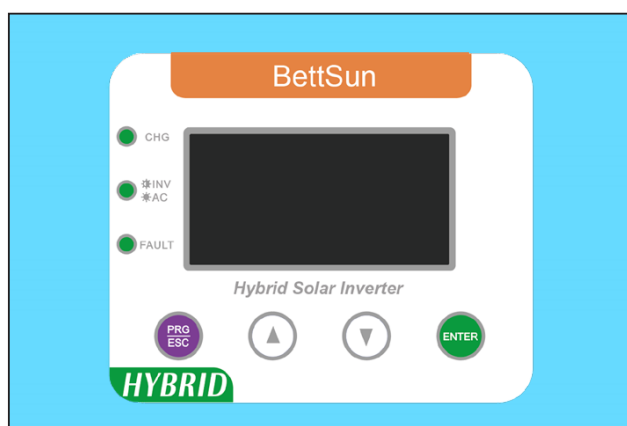 BettSun
CHG
INV
AC
FAULT
Hybrid Solar Inverter
PRG
ESC
ENTER
HYBRID